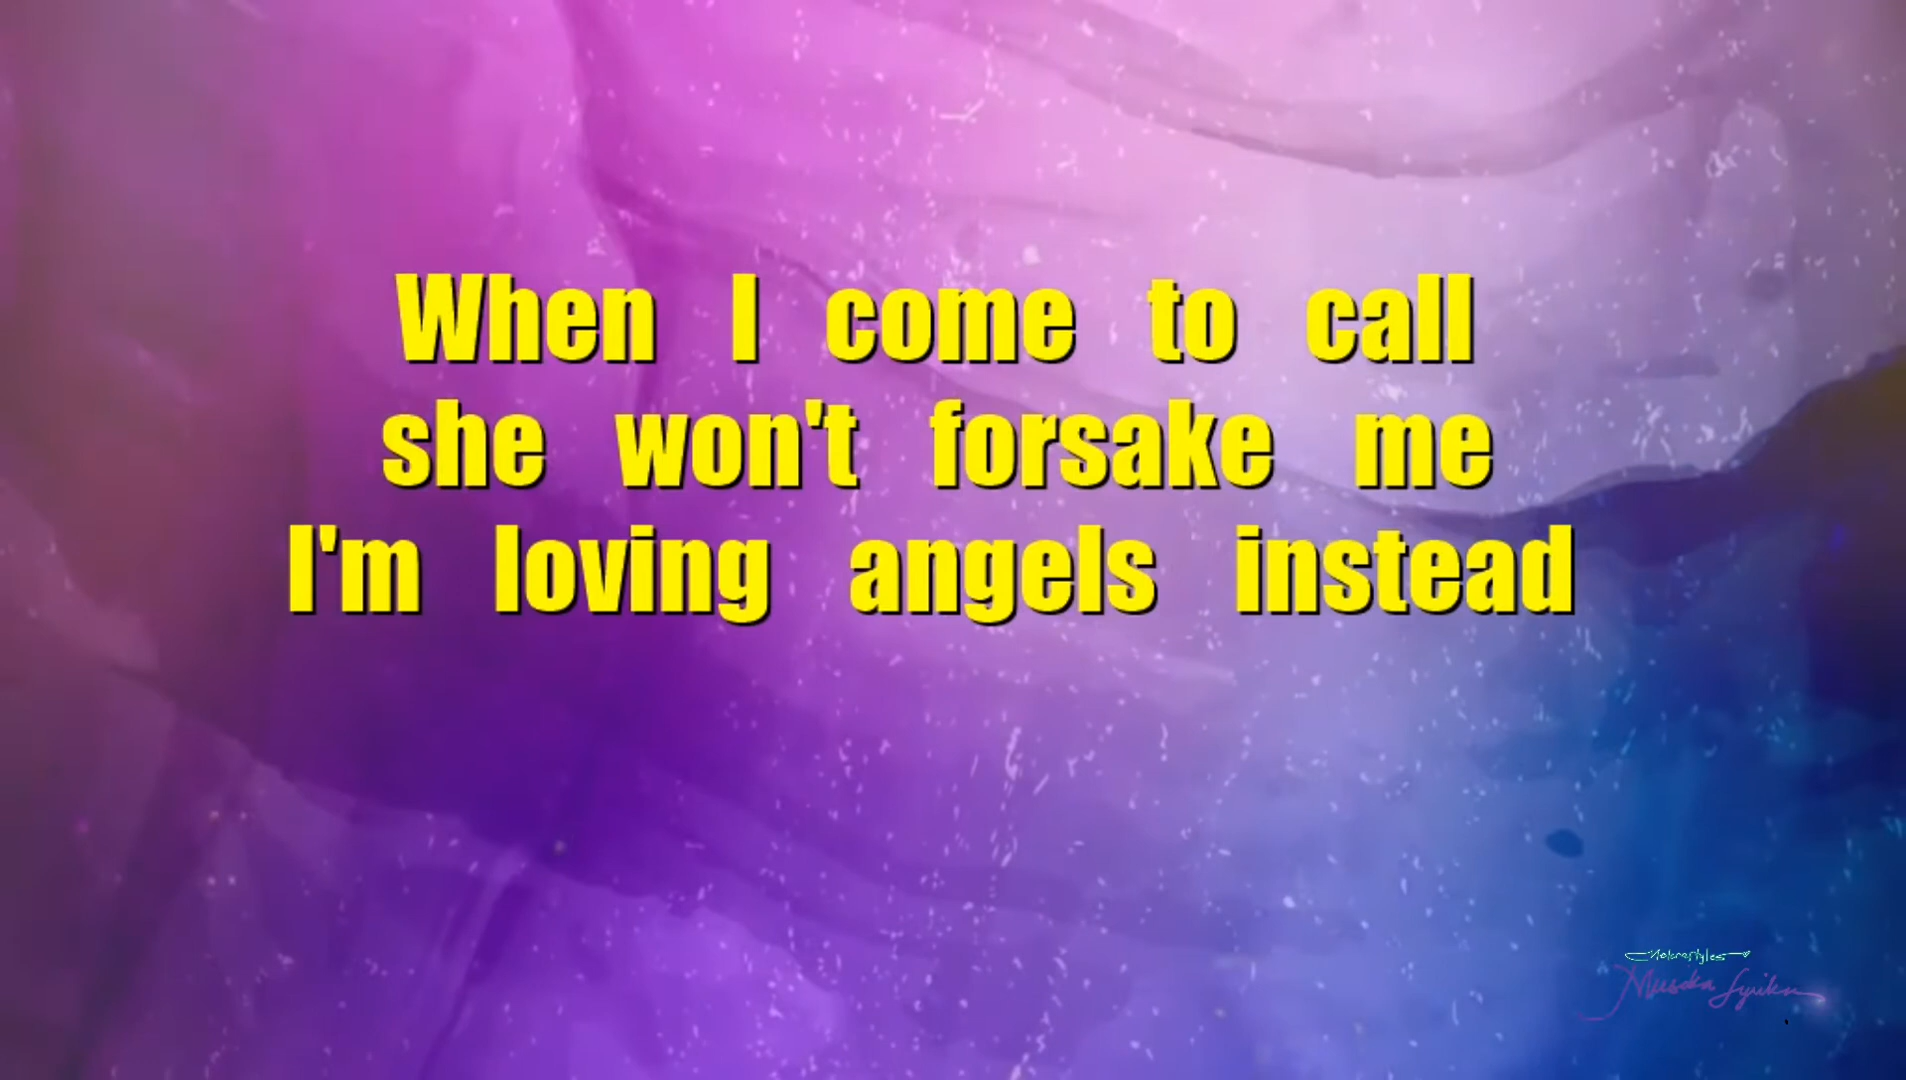 When I come to call
she won't forsake me
I'm loving angels instead